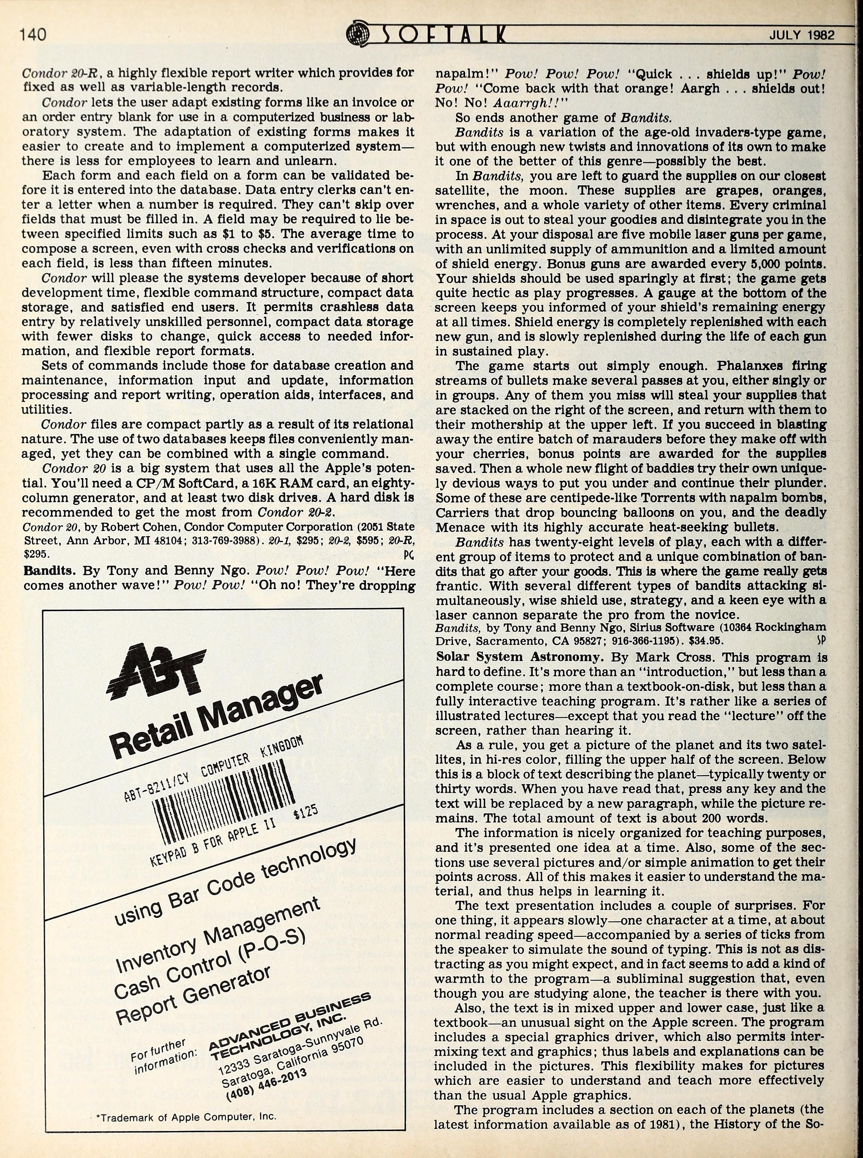 140
SOFTALK
JULY 1982
Condor 20-R, a highly flexible report writer which provides for
fixed as well as variable-length records.
Condor lets the user adapt existing forms like an invoice or
an order entry blank for use in a computerized business or lab-
oratory system. The adaptation of existing forms makes it
easier to create and to implement a computerized system—
there is less for employees to learn and unlearn.
Each form and each field on a form can be validated be-
fore it is entered into the database. Data entry clerks can't en-
ter a letter when a number is required. They can't skip over
fields that must be filled in. A field may be required to lie be-
tween specified limits such as $1 to $5. The average time to
compose a screen, even with cross checks and verifications on
each field, is less than fifteen minutes.
Condor will please the systems developer because of short
development time, flexible command structure, compact data
storage, and satisfied end users. It permits crashless data
entry by relatively unskilled personnel, compact data storage
with fewer disks to change, quick access to needed infor-
mation, and flexible report formats.
Sets of commands include those for database creation and
maintenance, information input and update, information
processing and report writing, operation aids, interfaces, and
utilities.
Condor files are compact partly as a result of its relational
nature. The use of two databases keeps files conveniently man-
aged, yet they can be combined with a single command.
Condor 20 is a big system that uses all the Apple's poten-
tial. You'll need a CP/M SoftCard, a 16K RAM card, an eighty-
column generator, and at least two disk drives. A hard disk is
recommended to get the most from Condor 20-2.
Condor 20, by Robert Cohen, Condor Computer Corporation (2051 State
Street, Ann Arbor, MI 48104; 313-769-3988). 20-1, $295; 20-2, $595; 20-R,
$295. PC
Bandits. By Tony and Benny Ngo. Pow! Pow! Pow! "Here
comes another wave!" Pow! Pow! "Oh no! They're dropping
ABT
Retail Manager
ABT-8211/CY COMPUTER KINGDOM
KEYPAD B FOR APPLE II $125
using Bar Code technology
Inventory Management
Cash Control (P-O-S)
Report Generator
For further
information:
ADVANCED BUSINESS
TECHNOLOGY, INC.
12333 Saratoga-Sunnyvale Rd.
Saratoga, California 95070
(408) 446-2013
*Trademark of Apple Computer, Inc.
napalm!" Pow! Pow! Pow! "Quick . . . shields up!" Pow!
Pow! "Come back with that orange! Aargh . . . shields out!
No! No! Aaarrgh!!"
So ends another game of Bandits.
Bandits is a variation of the age-old invaders-type game,
but with enough new twists and innovations of its own to make
it one of the better of this genre—possibly the best.
In Bandits, you are left to guard the supplies on our closest
satellite, the moon. These supplies are grapes, oranges,
wrenches, and a whole variety of other items. Every criminal
in space is out to steal your goodies and disintegrate you in the
process. At your disposal are five mobile laser guns per game,
with an unlimited supply of ammunition and a limited amount
of shield energy. Bonus guns are awarded every 5,000 points.
Your shields should be used sparingly at first; the game gets
quite hectic as play progresses. A gauge at the bottom of the
screen keeps you informed of your shield's remaining energy
at all times. Shield energy is completely replenished with each
new gun, and is slowly replenished during the life of each gun
in sustained play.
The game starts out simply enough. Phalanxes firing
streams of bullets make several passes at you, either singly or
in groups. Any of them you miss will steal your supplies that
are stacked on the right of the screen, and return with them to
their mothership at the upper left. If you succeed in blasting
away the entire batch of marauders before they make off with
your cherries, bonus points are awarded for the supplies
saved. Then a whole new flight of baddies try their own unique-
ly devious ways to put you under and continue their plunder.
Some of these are centipede-like Torrents with napalm bombs,
Carriers that drop bouncing balloons on you, and the deadly
Menace with its highly accurate heat-seeking bullets.
Bandits has twenty-eight levels of play, each with a differ-
ent group of items to protect and a unique combination of ban-
dits that go after your goods. This is where the game really gets
frantic. With several different types of bandits attacking si-
multaneously, wise shield use, strategy, and a keen eye with a
laser cannon separate the pro from the novice.
Bandits, by Tony and Benny Ngo, Sirius Software (10364 Rockingham
Drive, Sacramento, CA 95827; 916-366-1195). $34.95. SP
Solar System Astronomy. By Mark Cross. This program is
hard to define. It's more than an "introduction," but less than a
complete course; more than a textbook-on-disk, but less than a
fully interactive teaching program. It's rather like a series of
illustrated lectures—except that you read the "lecture" off the
screen, rather than hearing it.
As a rule, you get a picture of the planet and its two satel-
lites, in hi-res color, filling the upper half of the screen. Below
this is a block of text describing the planet—typically twenty or
thirty words. When you have read that, press any key and the
text will be replaced by a new paragraph, while the picture re-
mains. The total amount of text is about 200 words.
The information is nicely organized for teaching purposes,
and it's presented one idea at a time. Also, some of the sec-
tions use several pictures and/or simple animation to get their
points across. All of this makes it easier to understand the ma-
terial, and thus helps in learning it.
The text presentation includes a couple of surprises. For
one thing, it appears slowly—one character at a time, at about
normal reading speed—accompanied by a series of ticks from
the speaker to simulate the sound of typing. This is not as dis-
tracting as you might expect, and in fact seems to add a kind of
warmth to the program—a subliminal suggestion that, even
though you are studying alone, the teacher is there with you.
Also, the text is in mixed upper and lower case, just like a
textbook—an unusual sight on the Apple screen. The program
includes a special graphics driver, which also permits inter-
mixing text and graphics; thus labels and explanations can be
included in the pictures. This flexibility makes for pictures
which are easier to understand and teach more effectively
than the usual Apple graphics.
The program includes a section on each of the planets (the
latest information available as of 1981), the History of the So-